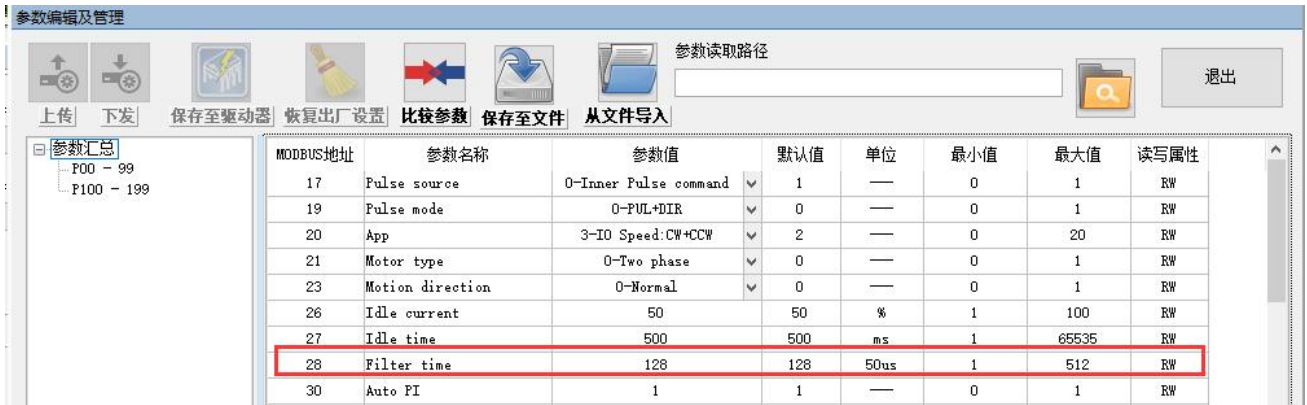 参数编辑及管理
参数读取路径
退出
上传 下发 保存至驱动器 恢复出厂设置 比较参数 保存至文件 从文件导入
参数汇总
P00 - 99
P100 - 199
MODBUS地址 参数名称 参数值 默认值 单位 最小值 最大值 读写属性
17 Pulse source 0-Inner Pulse command 1 —— 0 1 RW
19 Pulse mode 0-PUL+DIR 0 —— 0 1 RW
20 App 3-IO Speed:CW+CCW 2 —— 0 20 RW
21 Motor type 0-Two phase 0 —— 0 1 RW
23 Motion direction 0-Normal 0 —— 0 1 RW
26 Idle current 50 50 % 1 100 RW
27 Idle time 500 500 ms 1 65535 RW
28 Filter time 128 128 50us 1 512 RW
30 Auto PI 1 1 —— 0 1 RW